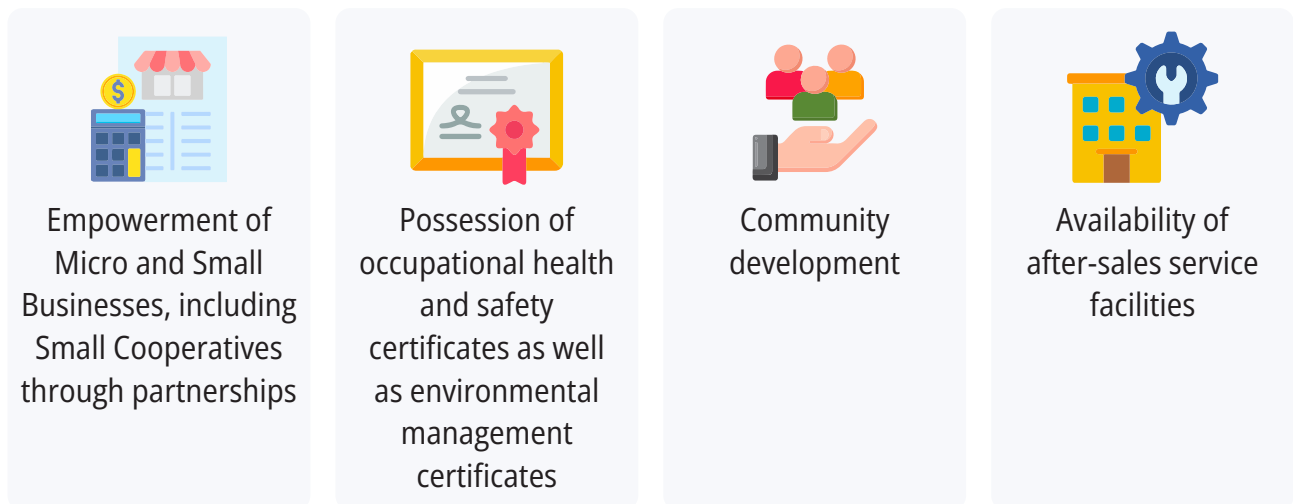 Empowerment of
Micro and Small
Businesses, including
Small Cooperatives
through partnerships
Possession of
occupational health
and safety
certificates as well
as environmental
management
certificates
Community
development
Availability of
after-sales service
facilities